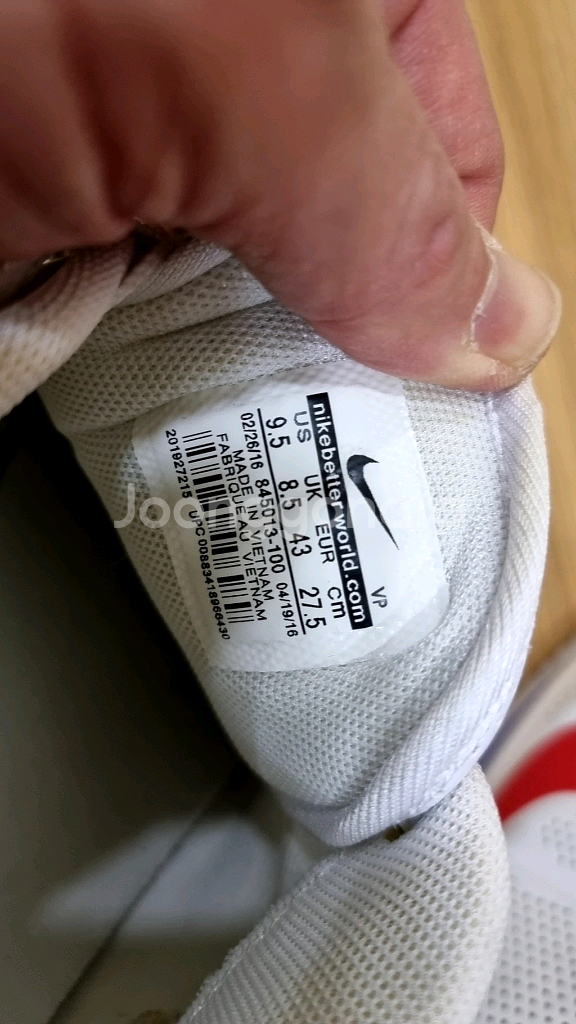 VP
nikebetterworld.com
US UK EUR cm
9.5 8.5 43 27.5
02/26/16 845013-100 04/19/16
MADE IN VIETNAM
FABRIQUE AU VIETNAM
201927215 UPC 00883418966430